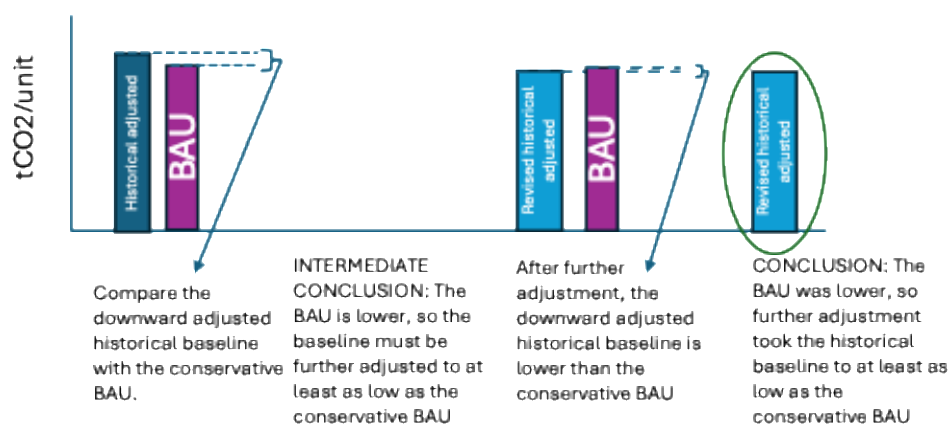 tCO2/unit
Historical adjusted
BAU
Revised historical
adjusted
BAU
Revised historical
adjusted
Compare the
downward adjusted
historical baseline
with the conservative
BAU.
INTERMEDIATE
CONCLUSION: The
BAU is lower, so the
baseline must be
further adjusted to at
least as low as the
conservative BAU
After further
adjustment, the
downward adjusted
historical baseline is
lower than the
conservative BAU
CONCLUSION: The
BAU was lower, so
further adjustment
took the historical
baseline to at least as
low as the
conservative BAU